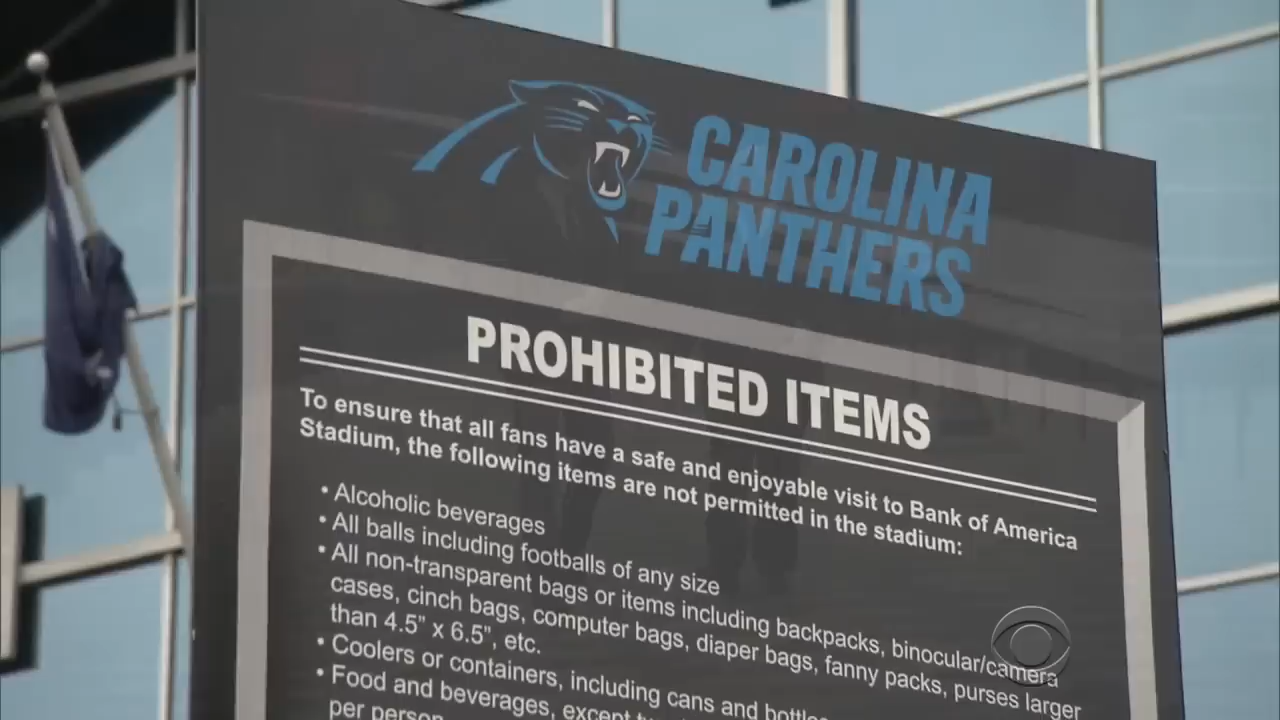 CAROLINA
PANTHERS
PROHIBITED ITEMS
To ensure that all fans have a safe and enjoyable visit to Bank of America
Stadium, the following items are not permitted in the stadium:
• Alcoholic beverages
• All balls including footballs of any size
• All non-transparent bags or items including backpacks, binocular/camera
cases, cinch bags, computer bags, diaper bags, fanny packs, purses larger
than 4.5" x 6.5", etc.
• Coolers or containers, including cans and bottles
• Food and beverages, except
per person